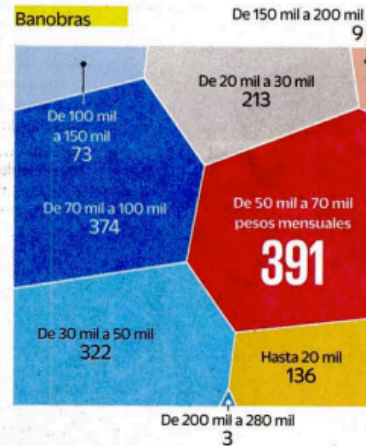 Banobras
De 150 mil a 200 mil
9
De 20 mil a 30 mil
213
De 100 mil
a 150 mil
73
De 70 mil a 100 mil
374
De 50 mil a 70 mil
pesos mensuales
391
De 30 mil a 50 mil
322
Hasta 20 mil
136
De 200 mil a 280 mil
3